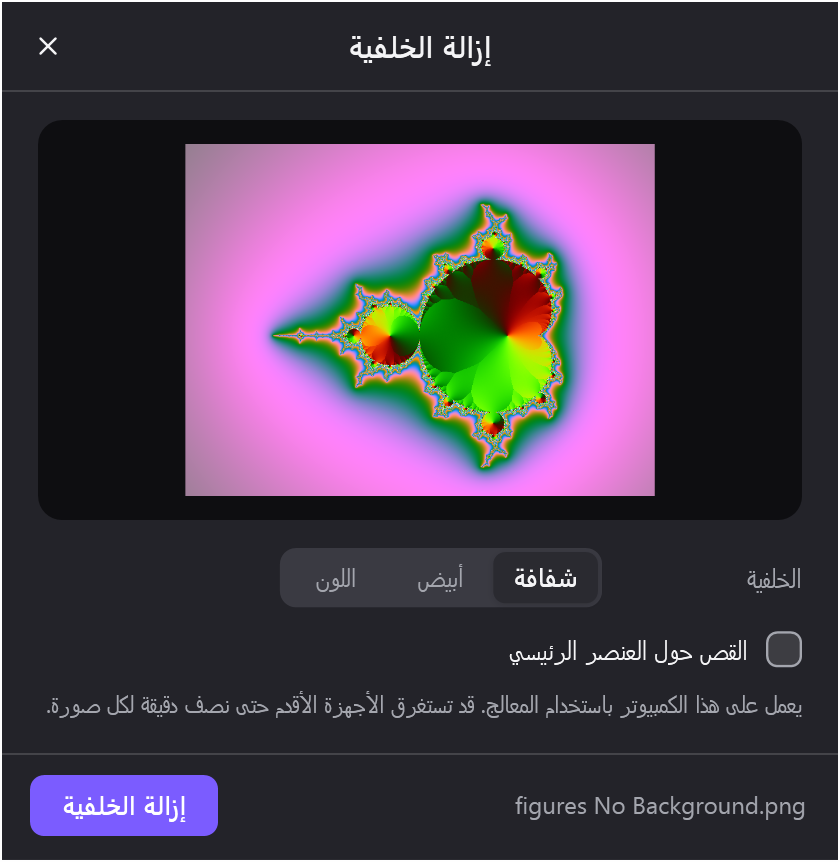 إزالة الخلفية
الخلفية
شفافة
أبيض
اللون
القص حول العنصر الرئيسي
يعمل على هذا الكمبيوتر باستخدام المعالج. قد تستغرق الأجهزة الأقدم حتى نصف دقيقة لكل صورة.
figures No Background.png
إزالة الخلفية